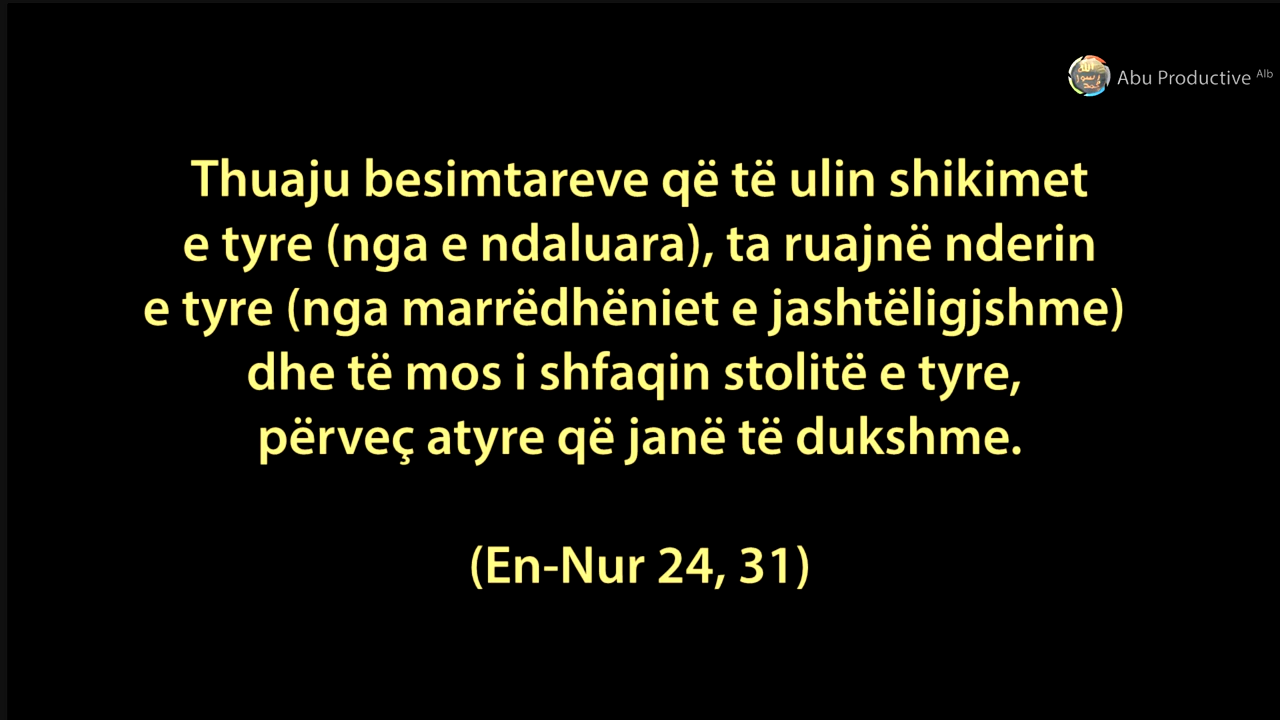 Abu Productive Alb
Thuaju besimtareve që të ulin shikimet
e tyre (nga e ndaluara), ta ruajnë nderin
e tyre (nga marrëdhëniet e jashtëligjshme)
dhe të mos i shfaqin stolitë e tyre,
përveç atyre që janë të dukshme.
(En-Nur 24, 31)